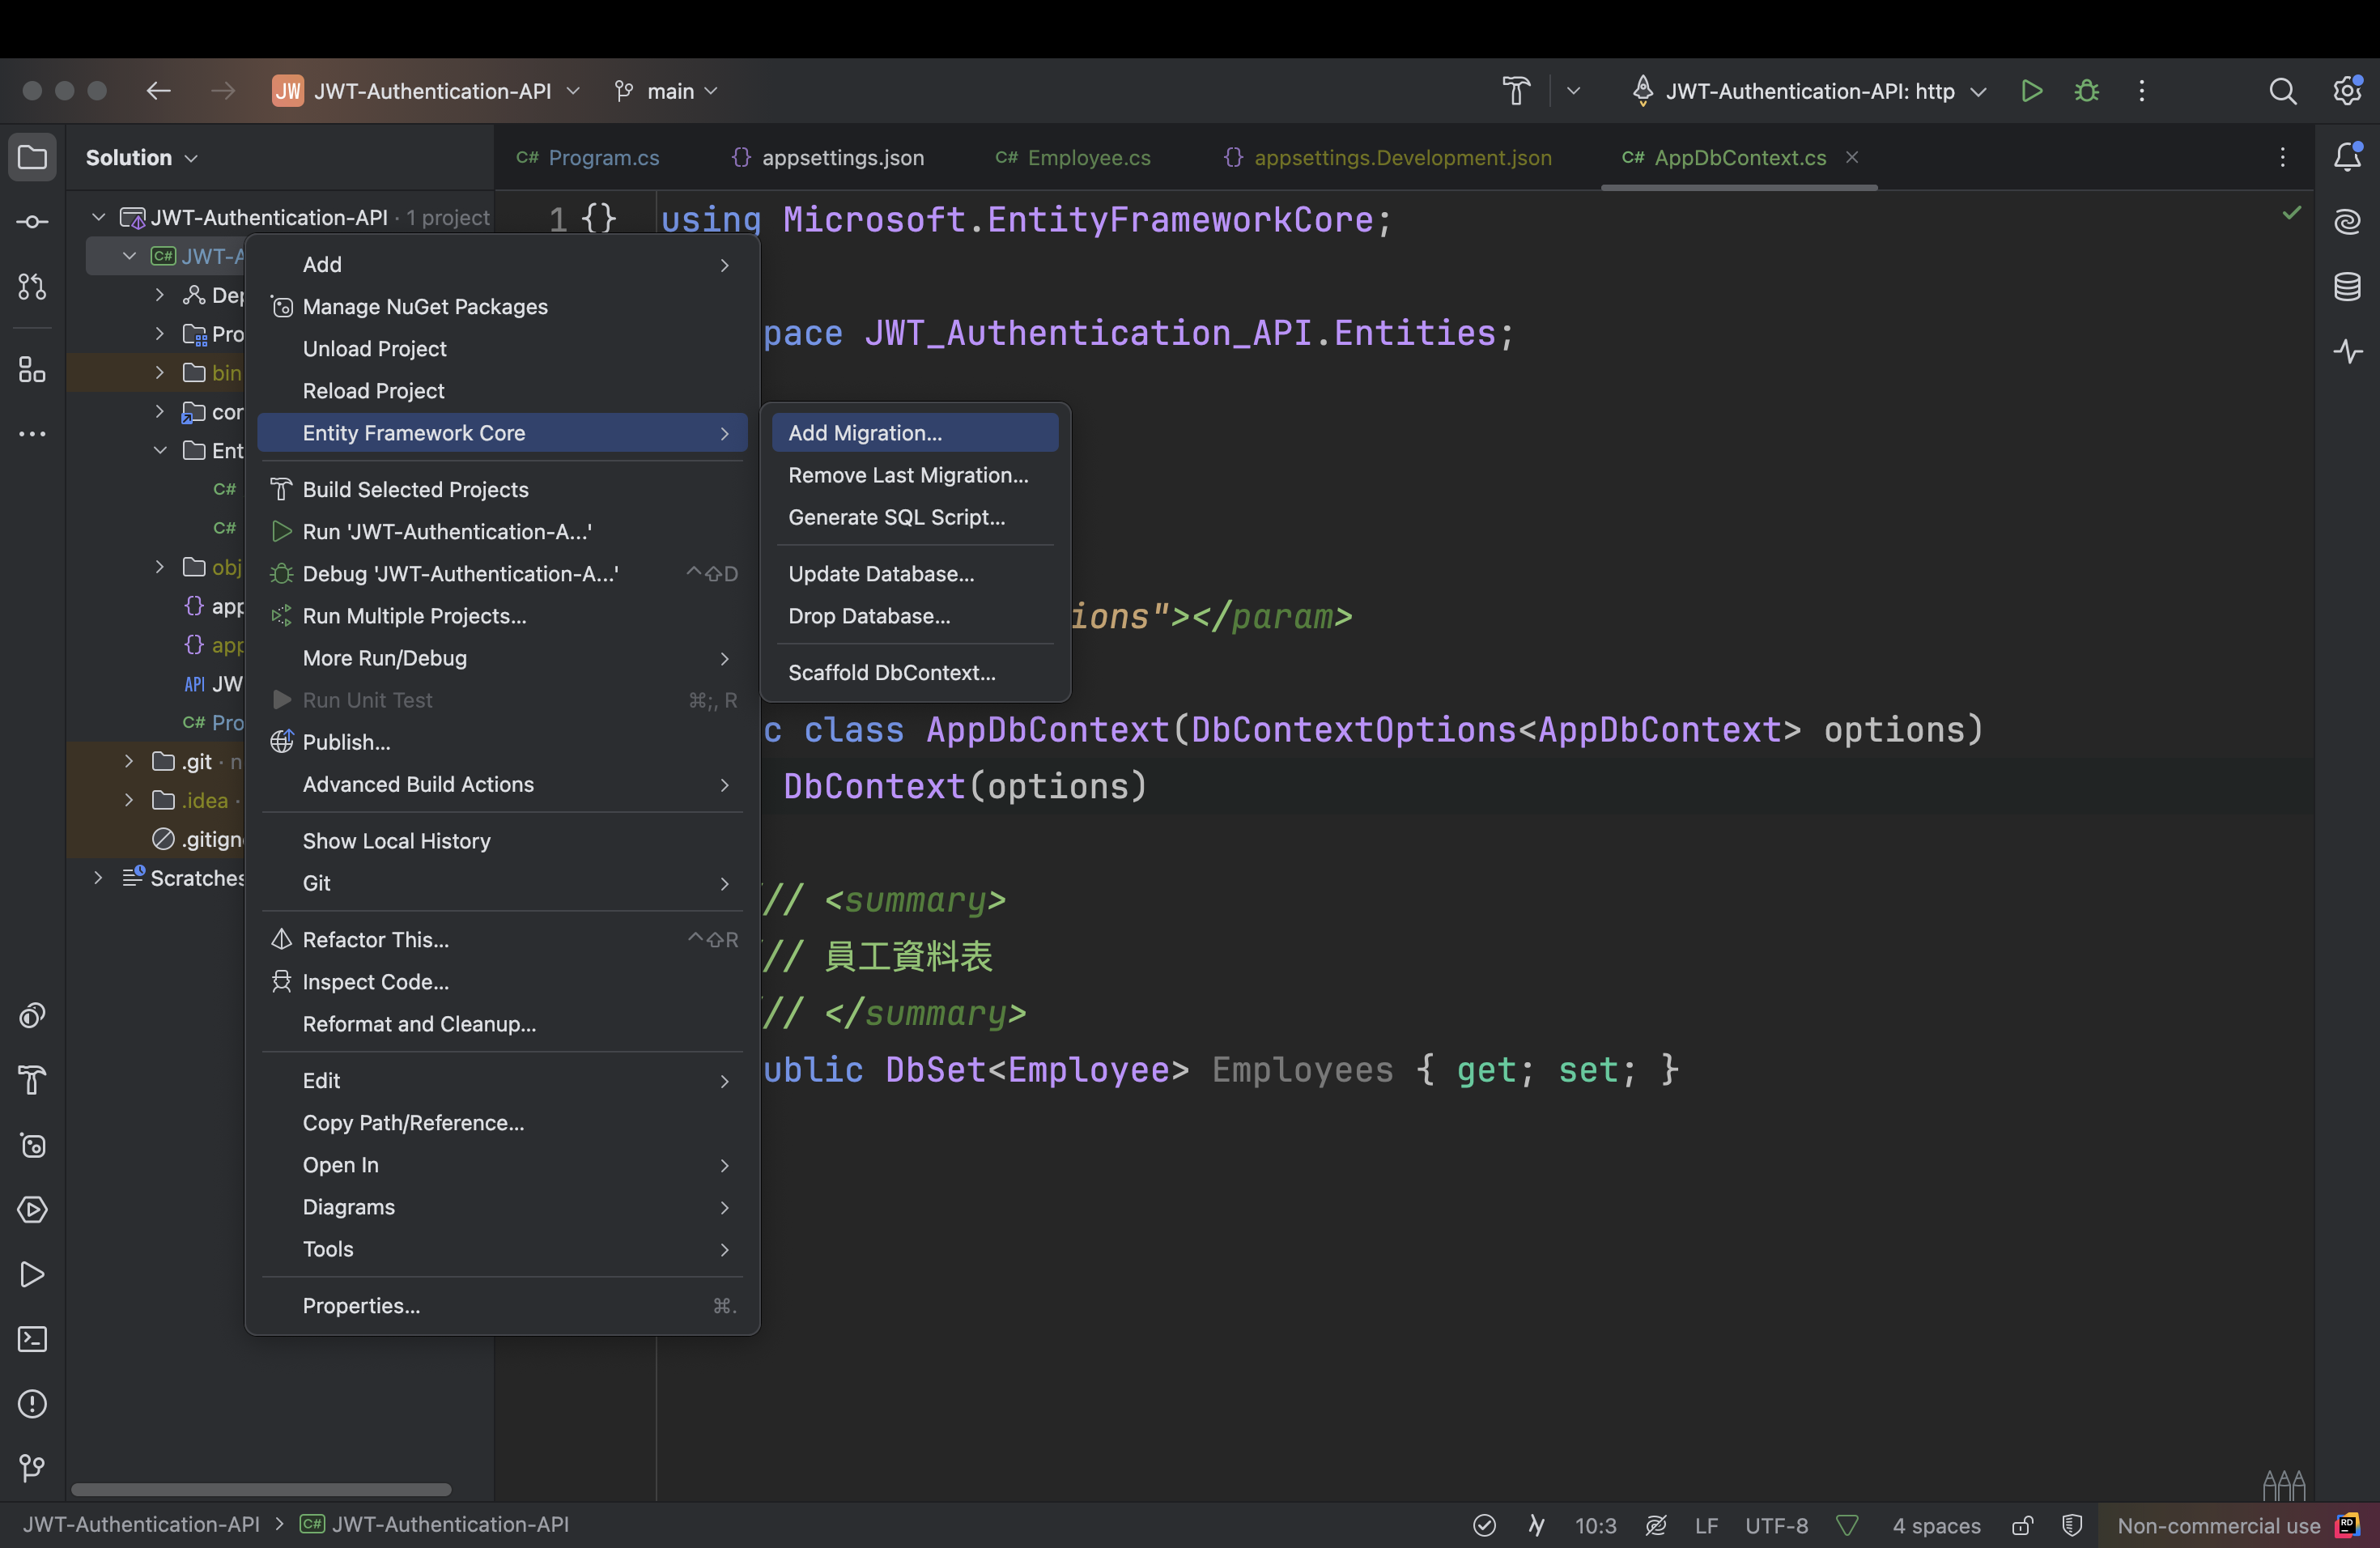 JW JWT-Authentication-API main JWT-Authentication-API: http
Solution
C# Program.cs {} appsettings.json C# Employee.cs {} appsettings.Development.json C# AppDbContext.cs
JWT-Authentication-API · 1 project
C# JWT-A
Dep
Pro
bin
cor
Ent
C#
C#
obj
{} app
{} app
API JW
C# Pro
.git · n
.idea ·
.gitign
Scratches
Add
Manage NuGet Packages
Unload Project
Reload Project
Entity Framework Core
Build Selected Projects
Run 'JWT-Authentication-A...'
Debug 'JWT-Authentication-A...' ^⇧D
Run Multiple Projects...
More Run/Debug
Run Unit Test ⌘;, R
Publish...
Advanced Build Actions
Show Local History
Git
Refactor This... ^⇧R
Inspect Code...
Reformat and Cleanup...
Edit
Copy Path/Reference...
Open In
Diagrams
Tools
Properties... ⌘.
Add Migration...
Remove Last Migration...
Generate SQL Script...
Update Database...
Drop Database...
Scaffold DbContext...
1 {} using Microsoft.EntityFrameworkCore;
pace JWT_Authentication_API.Entities;
ions"></param>
c class AppDbContext(DbContextOptions<AppDbContext> options)
DbContext(options)
// <summary>
// 員工資料表
// </summary>
ublic DbSet<Employee> Employees { get; set; }
JWT-Authentication-API > C# JWT-Authentication-API
10:3 LF UTF-8 4 spaces Non-commercial use RD